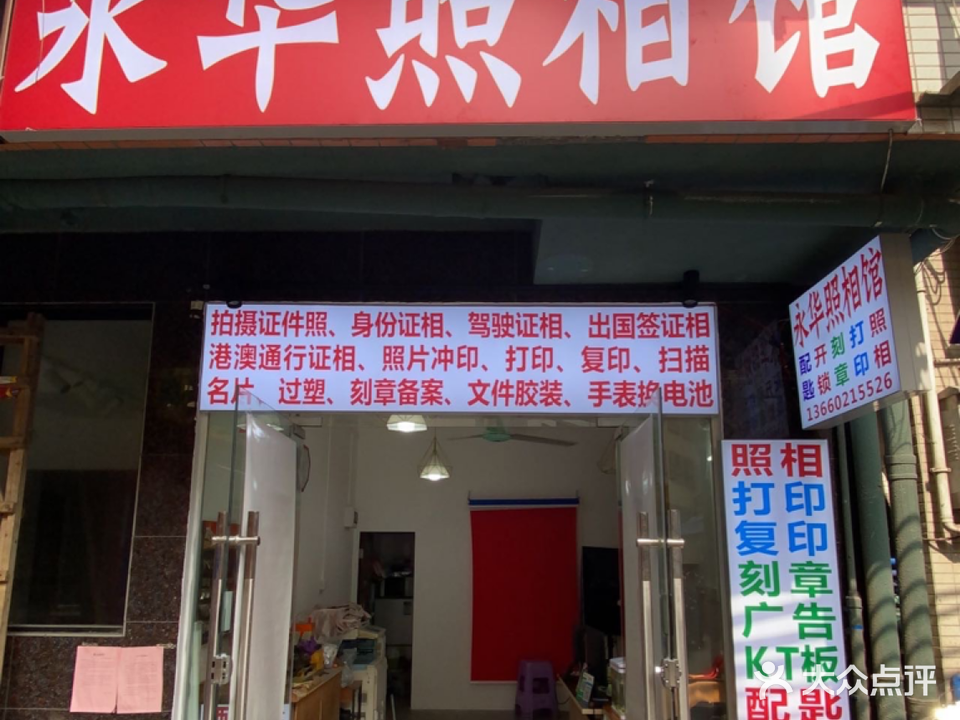 永华照相馆
拍摄证件照、身份证相、驾驶证相、出国签证相
港澳通行证相、照片冲印、打印、复印、扫描
名片、过塑、刻章备案、文件胶装、手表换电池
永华照相馆
配开刻打照
匙锁章印相
13660215526
照相
打印
复印
刻章
广告
KT板
配匙
大众点评